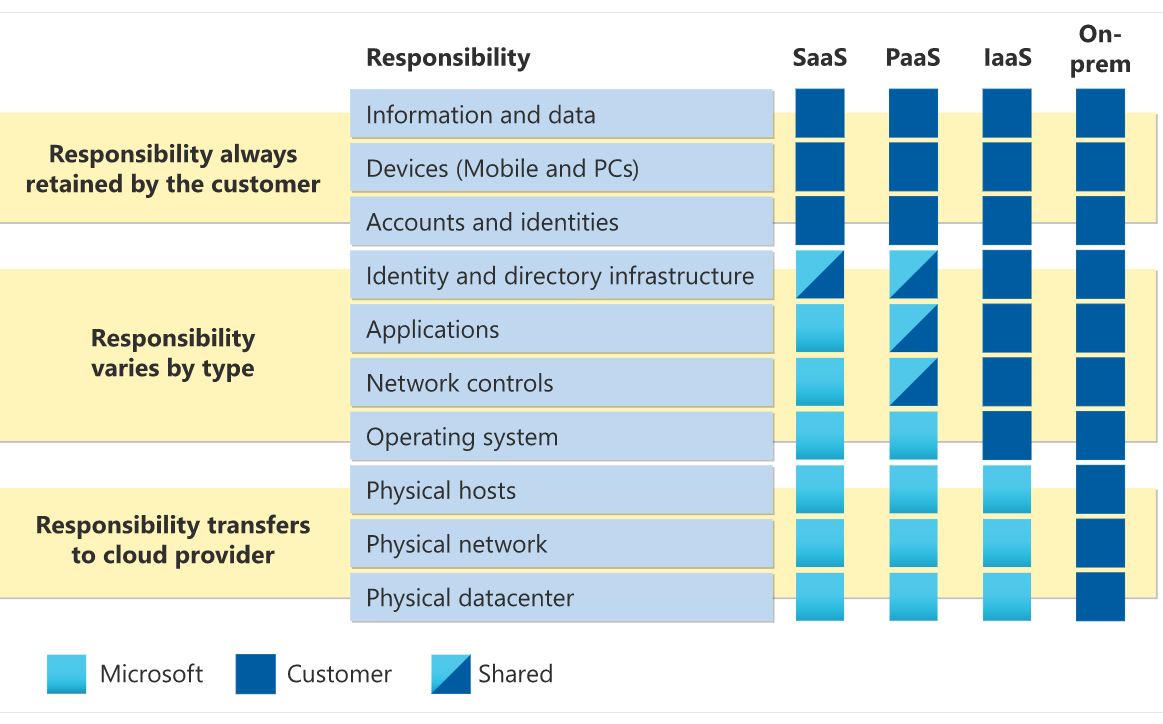 Responsibility
SaaS
PaaS
IaaS
On-
prem
Responsibility always
retained by the customer
Information and data
Devices (Mobile and PCs)
Accounts and identities
Responsibility
varies by type
Identity and directory infrastructure
Applications
Network controls
Operating system
Responsibility transfers
to cloud provider
Physical hosts
Physical network
Physical datacenter
Microsoft
Customer
Shared